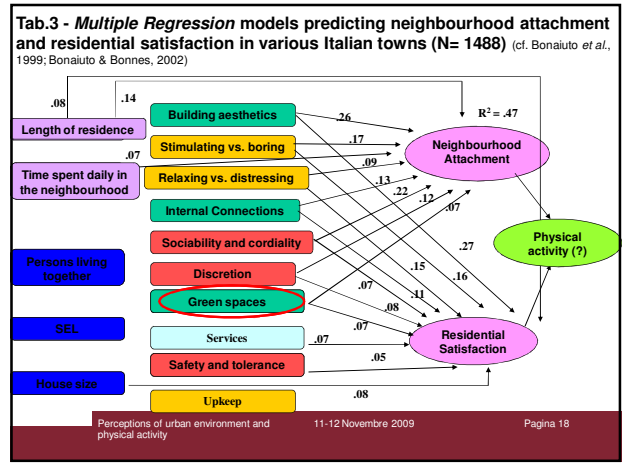 Tab.3 - Multiple Regression models predicting neighbourhood attachment
and residential satisfaction in various Italian towns (N= 1488) (cf. Bonaiuto et al.,
1999; Bonaiuto & Bonnes, 2002)
.08
.14
R² = .47
Length of residence
.07
Time spent daily in
the neighbourhood
Persons living
together
SEL
House size
Building aesthetics
Stimulating vs. boring
Relaxing vs. distressing
Internal Connections
Sociability and cordiality
Discretion
Green spaces
Services
Safety and tolerance
Upkeep
.26
.17
.09
.13
.22
.12
.07
.27
.15
.16
.07
.11
.08
.07
.07
.05
.08
Neighbourhood
Attachment
Physical
activity (?)
Residential
Satisfaction
Perceptions of urban environment and
physical activity
11-12 Novembre 2009
Pagina 18